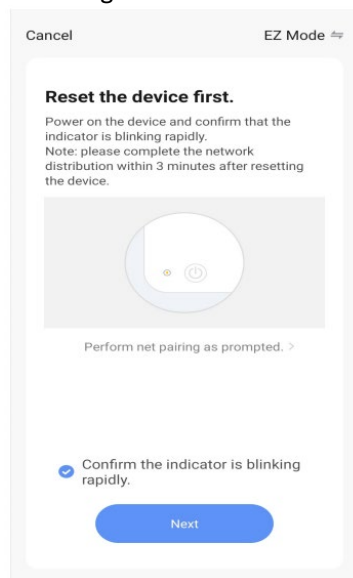 Cancel EZ Mode ⇋
Reset the device first.
Power on the device and confirm that the
indicator is blinking rapidly.
Note: please complete the network
distribution within 3 minutes after resetting
the device.
Perform net pairing as prompted. >
Confirm the indicator is blinking
rapidly.
Next